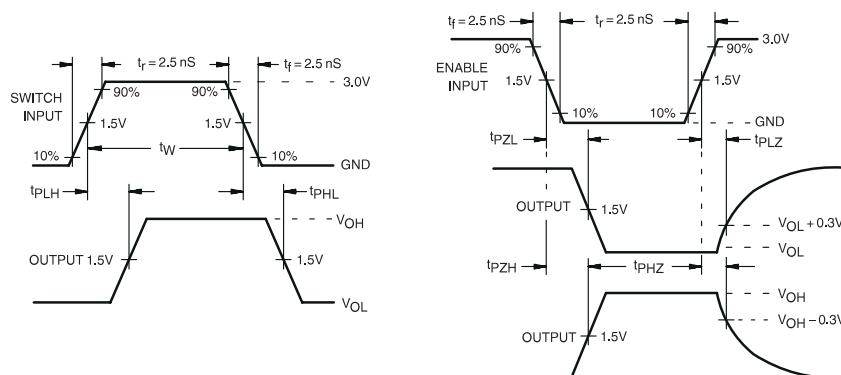 tr = 2.5 nS
tf = 2.5 nS
3.0V
90%
90%
SWITCH
INPUT
1.5V
1.5V
tW
10%
10%
GND
tPLH
tPHL
VOH
OUTPUT 1.5V
1.5V
VOL
tf = 2.5 nS
tr = 2.5 nS
3.0V
90%
90%
ENABLE
INPUT
1.5V
1.5V
10%
10%
GND
tPZL
tPLZ
OUTPUT
1.5V
VOL + 0.3V
VOL
tPZH
tPHZ
VOH
VOH – 0.3V
OUTPUT
1.5V